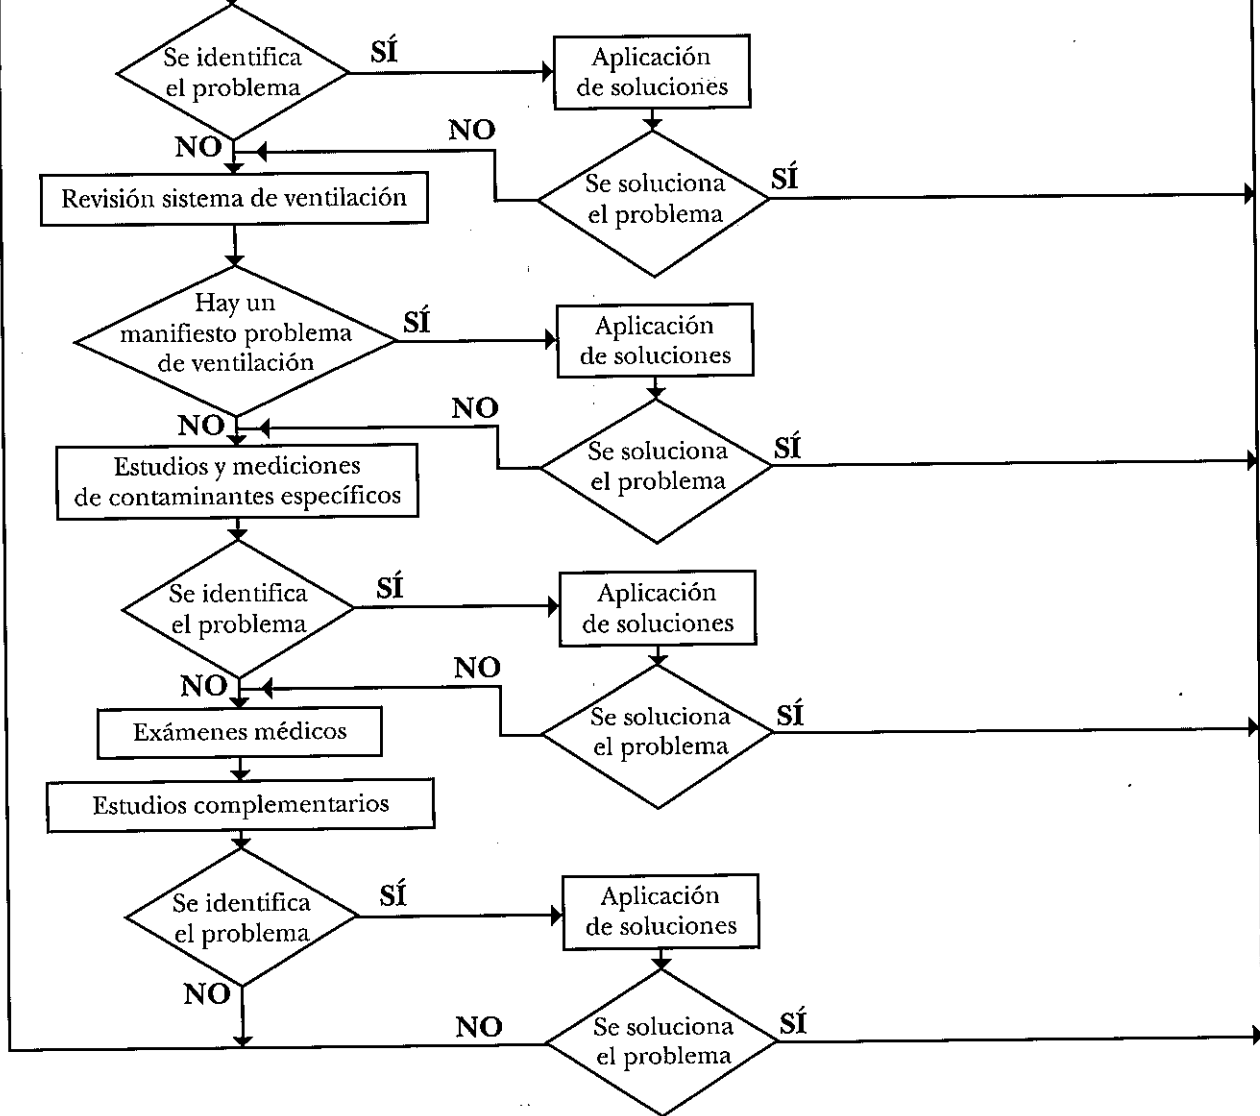 Se identifica
el problema
SÍ
Aplicación
de soluciones
NO
NO
Revisión sistema de ventilación
Se soluciona
el problema
SÍ
Hay un
manifiesto problema
de ventilación
SÍ
Aplicación
de soluciones
NO
NO
Estudios y mediciones
de contaminantes específicos
Se soluciona
el problema
SÍ
Se identifica
el problema
SÍ
Aplicación
de soluciones
NO
NO
Exámenes médicos
Se soluciona
el problema
SÍ
Estudios complementarios
Se identifica
el problema
SÍ
Aplicación
de soluciones
NO
NO
Se soluciona
el problema
SÍ